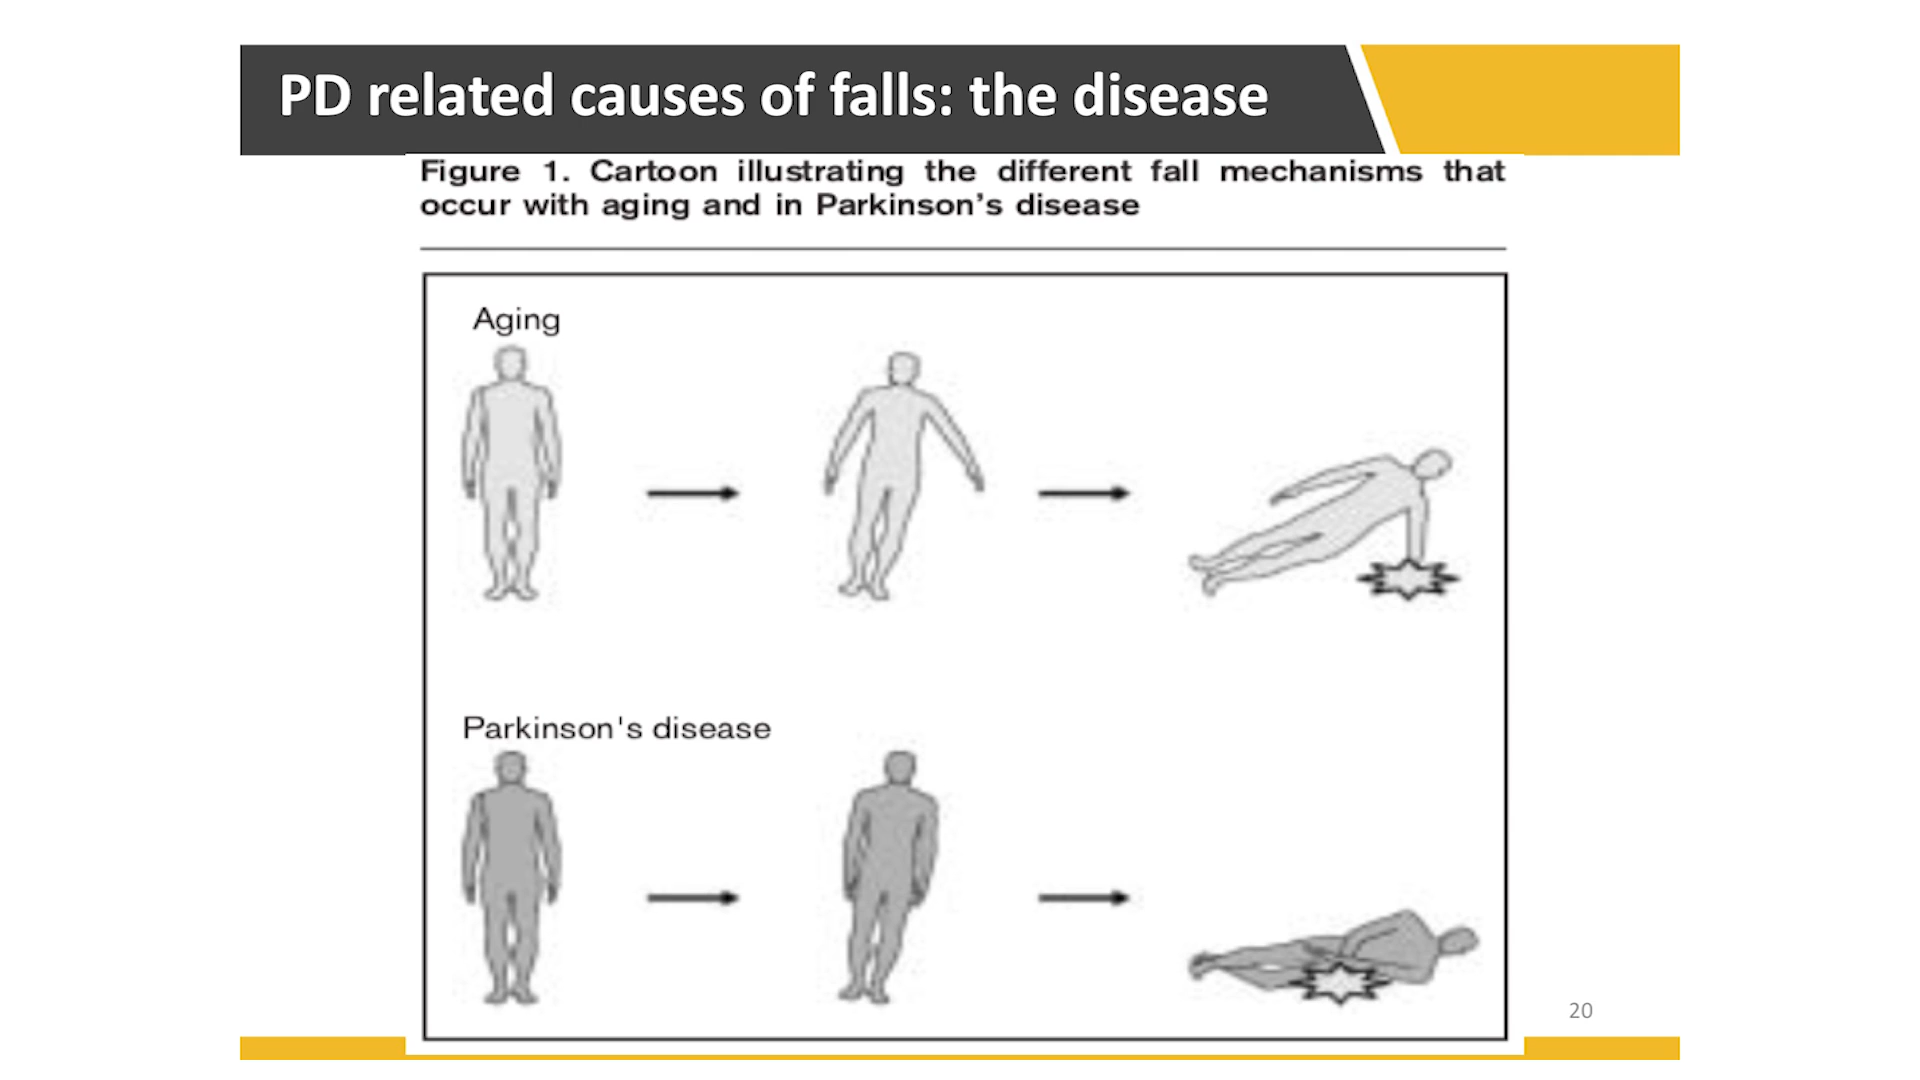 PD related causes of falls: the disease
Figure 1. Cartoon illustrating the different fall mechanisms that
occur with aging and in Parkinson's disease
Aging
Parkinson's disease
20